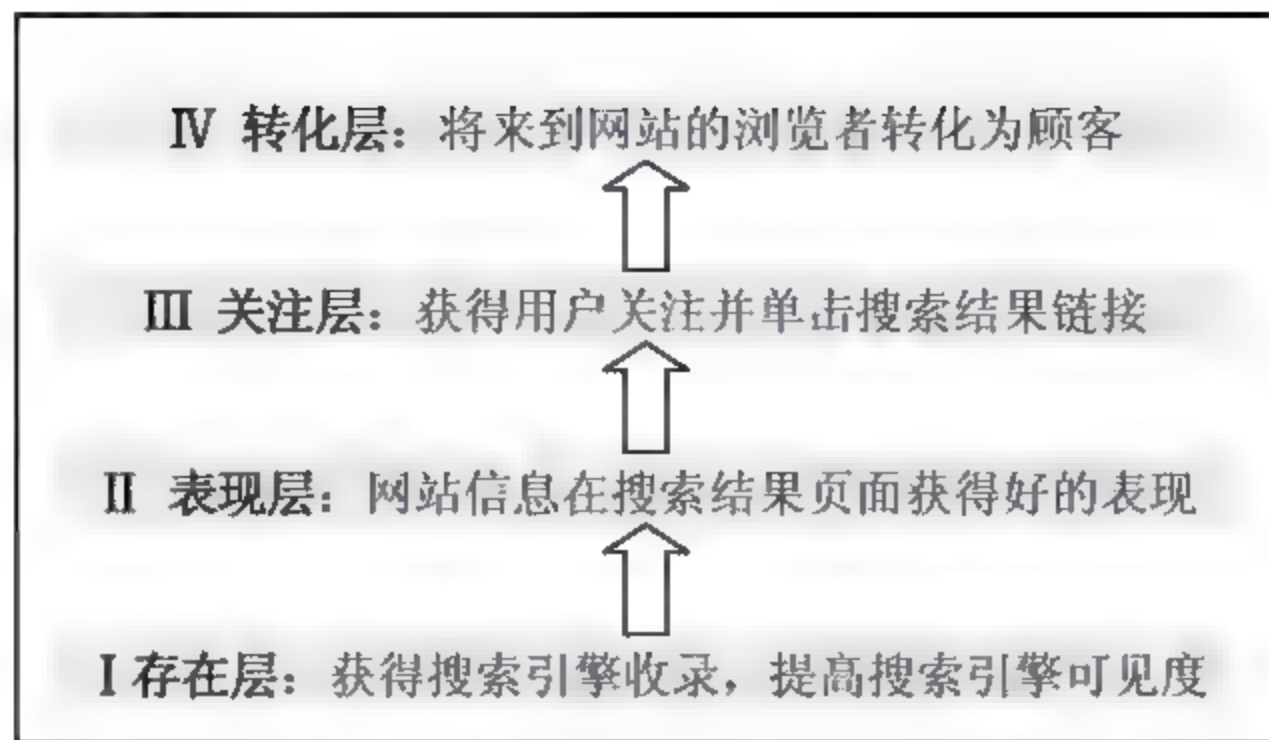 Ⅳ 转化层：将来到网站的浏览者转化为顾客
Ⅲ 关注层：获得用户关注并单击搜索结果链接
Ⅱ 表现层：网站信息在搜索结果页面获得好的表现
Ⅰ 存在层：获得搜索引擎收录，提高搜索引擎可见度